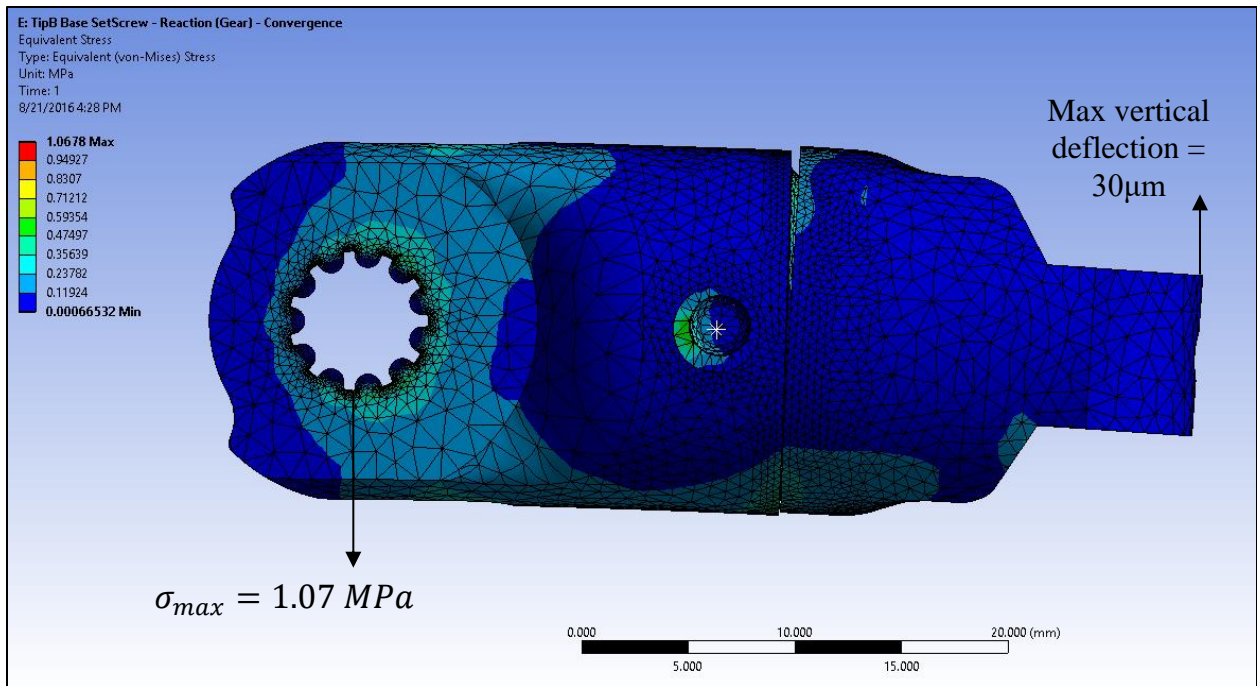 E: TipB Base SetScrew - Reaction (Gear) - Convergence
Equivalent Stress
Type: Equivalent (von-Mises) Stress
Unit: MPa
Time: 1
8/21/2016 4:28 PM
1.0678 Max
0.94927
0.8307
0.71212
0.59354
0.47497
0.35639
0.23782
0.11924
0.00066532 Min
Max vertical
deflection =
30μm
σmax = 1.07 MPa
0.000 10.000 20.000 (mm)
5.000 15.000